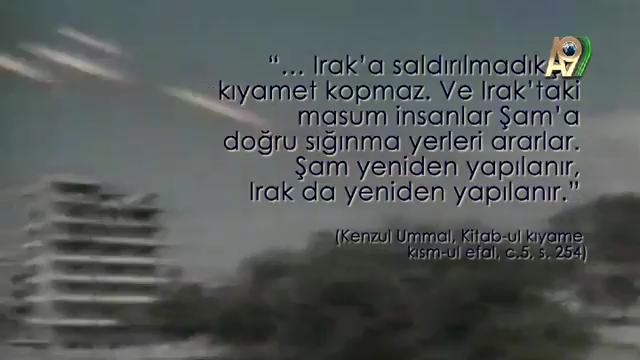 A9
“... Irak’a saldırılmadıkça
kıyamet kopmaz. Ve Irak’taki
masum insanlar Şam’a
doğru sığınma yerleri ararlar.
Şam yeniden yapılanır,
Irak da yeniden yapılanır.”
(Kenzul Ummal, Kitab-ul kıyame
kısm-ul efal, c.5, s. 254)